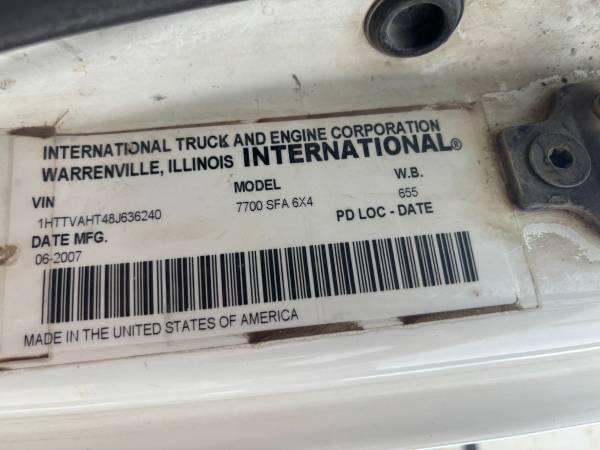 INTERNATIONAL TRUCK AND ENGINE CORPORATION
WARRENVILLE, ILLINOIS INTERNATIONAL®
VIN MODEL W.B.
1HTTVAHT48J636240 7700 SFA 6X4 655
DATE MFG. PD LOC - DATE
06-2007
MADE IN THE UNITED STATES OF AMERICA